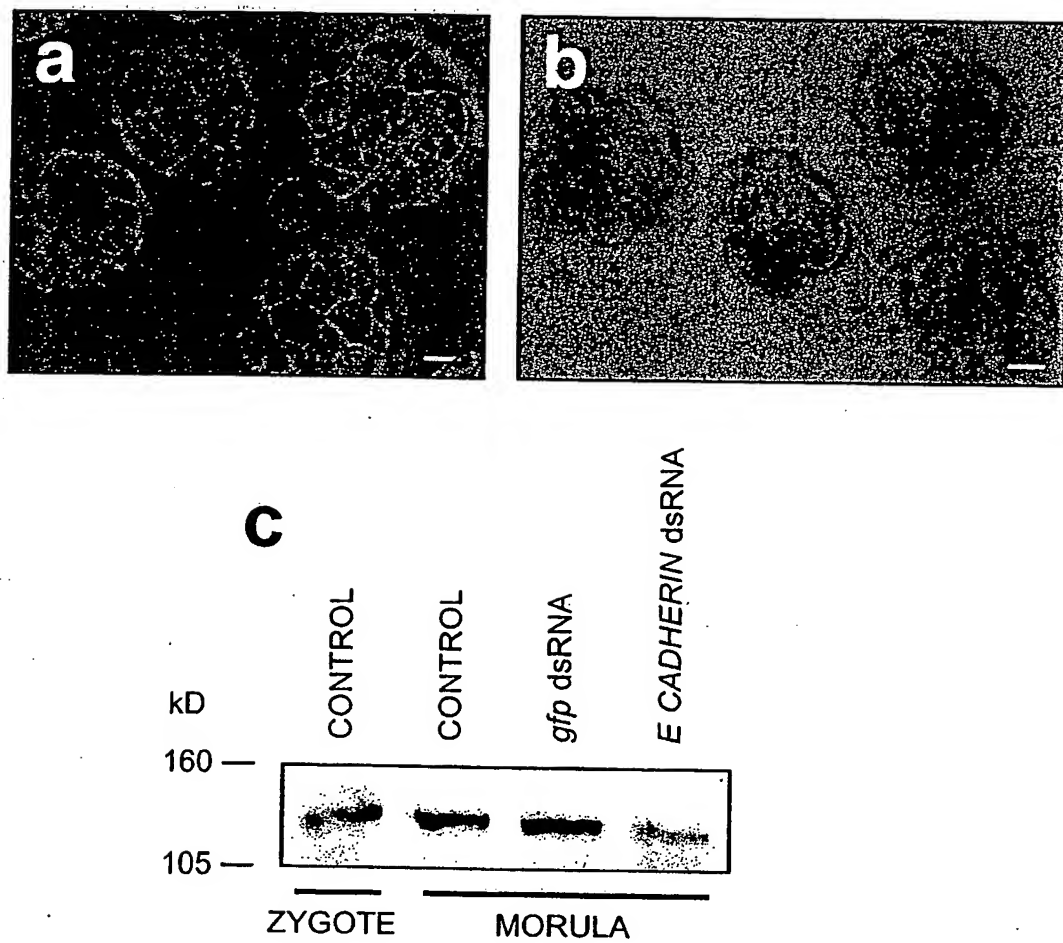 a
b
c
CONTROL
CONTROL
gfp dsRNA
E CADHERIN dsRNA
kD
160
105
ZYGOTE
MORULA